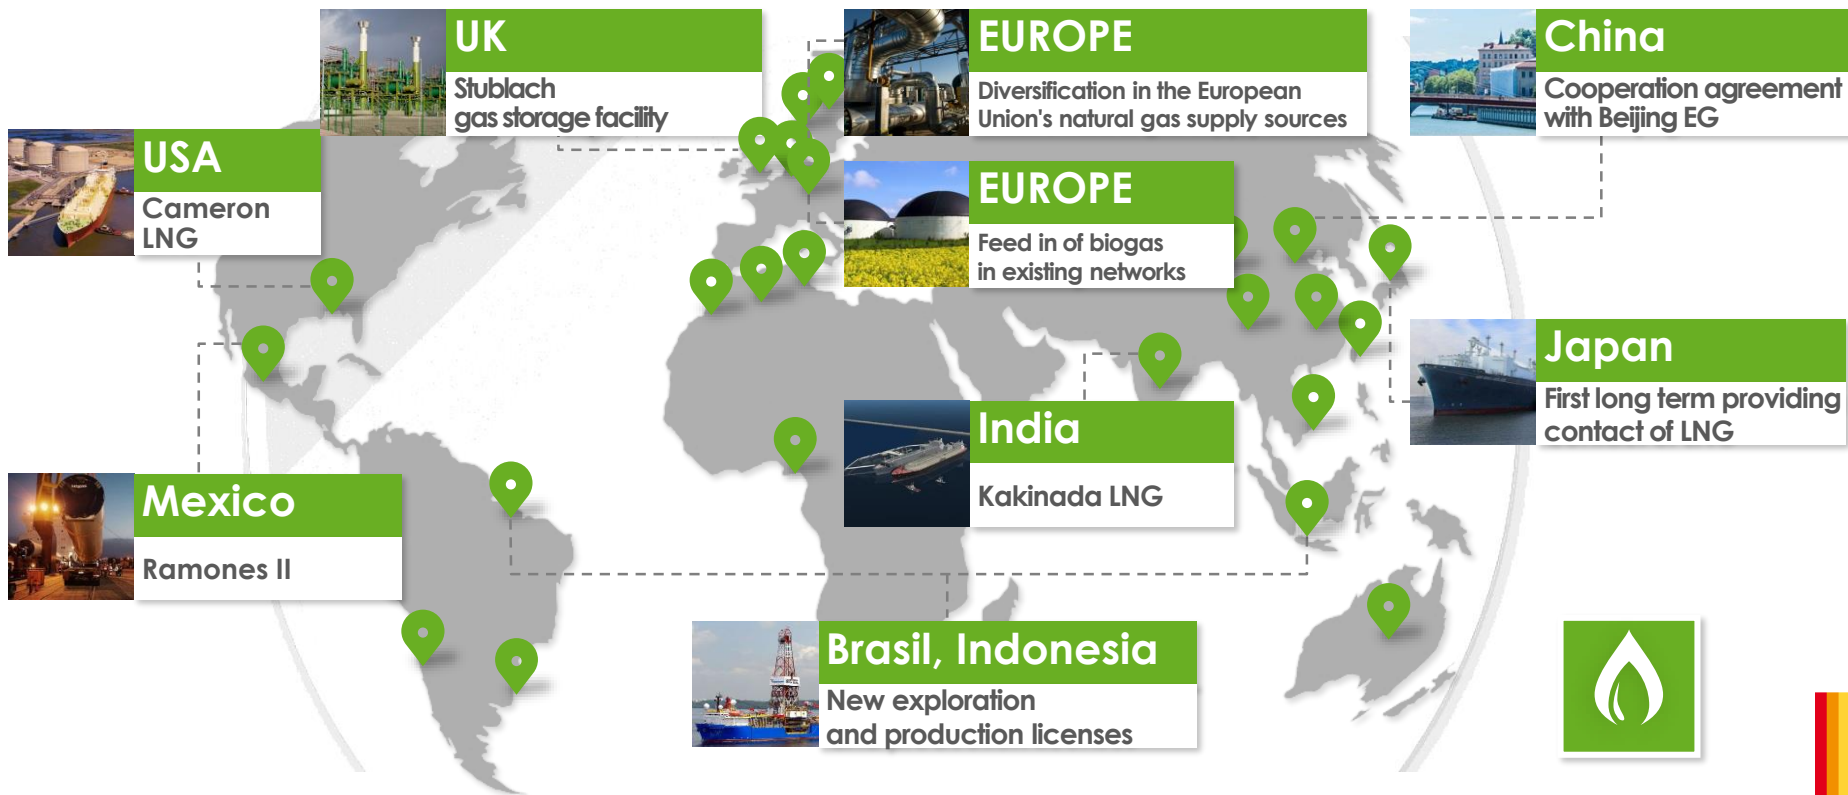 UK
Stublach
gas storage facility
EUROPE
Diversification in the European
Union's natural gas supply sources
China
Cooperation agreement
with Beijing EG
USA
Cameron
LNG
EUROPE
Feed in of biogas
in existing networks
Japan
First long term providing
contact of LNG
India
Kakinada LNG
Mexico
Ramones II
Brasil, Indonesia
New exploration
and production licenses